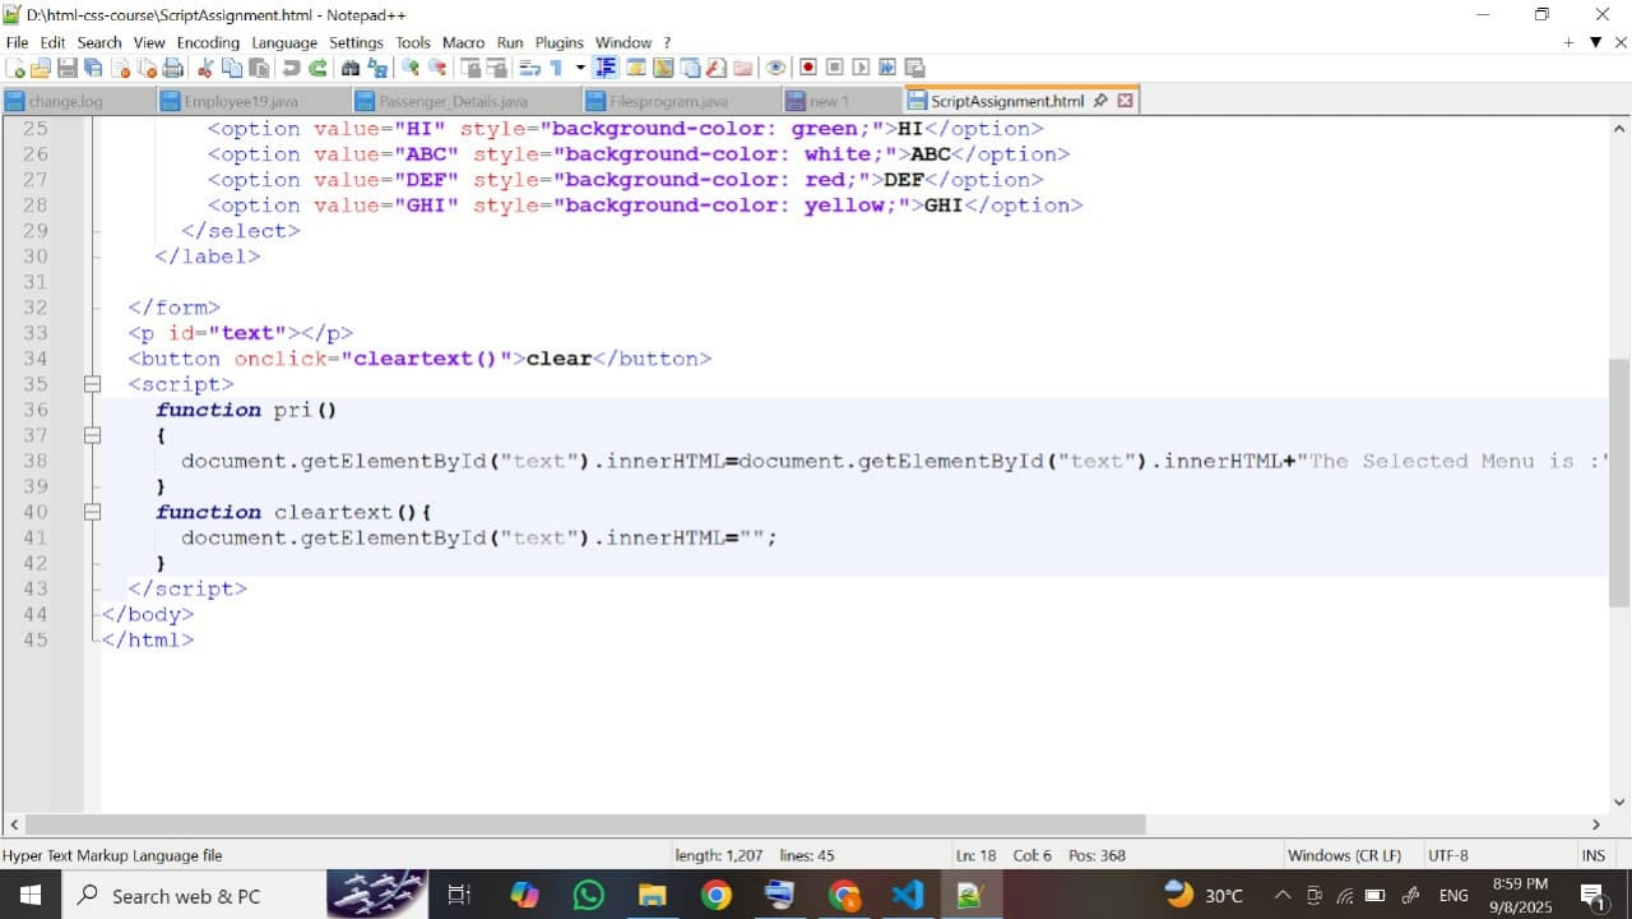 D:\html-css-course\ScriptAssignment.html - Notepad++
File Edit Search View Encoding Language Settings Tools Macro Run Plugins Window ?
change.log Employee19.java Passenger_Details.java Filesprogram.java new 1 ScriptAssignment.html
25 <option value="HI" style="background-color: green;">HI</option>
26 <option value="ABC" style="background-color: white;">ABC</option>
27 <option value="DEF" style="background-color: red;">DEF</option>
28 <option value="GHI" style="background-color: yellow;">GHI</option>
29 </select>
30 </label>
31
32 </form>
33 <p id="text"></p>
34 <button onclick="cleartext()">clear</button>
35 <script>
36 function pri()
37 {
38 document.getElementById("text").innerHTML=document.getElementById("text").innerHTML+"The Selected Menu is :"
39 }
40 function cleartext(){
41 document.getElementById("text").innerHTML="";
42 }
43 </script>
44 </body>
45 </html>
Hyper Text Markup Language file length: 1,207 lines: 45 Ln: 18 Col: 6 Pos: 368 Windows (CR LF) UTF-8 INS
Search web & PC 30°C ENG 8:59 PM
9/8/2025 1